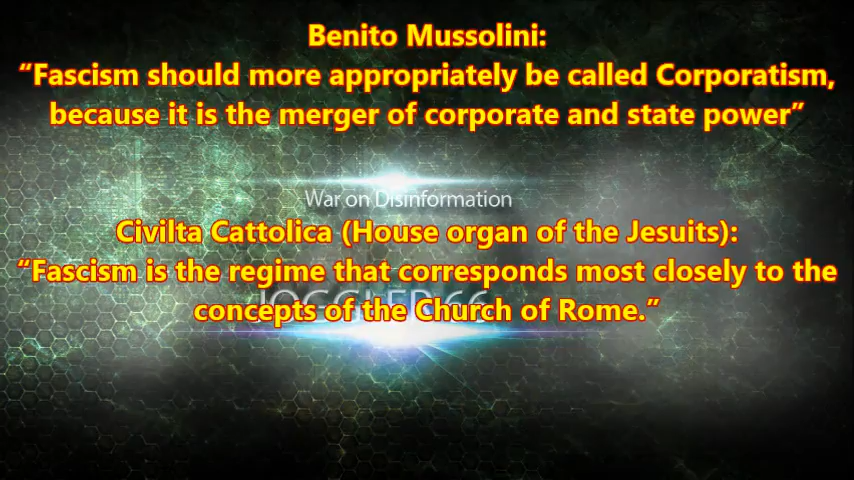 Benito Mussolini:
“Fascism should more appropriately be called Corporatism,
because it is the merger of corporate and state power”
War on Disinformation
Civilta Cattolica (House organ of the Jesuits):
“Fascism is the regime that corresponds most closely to the
JOGGLER66
concepts of the Church of Rome.”